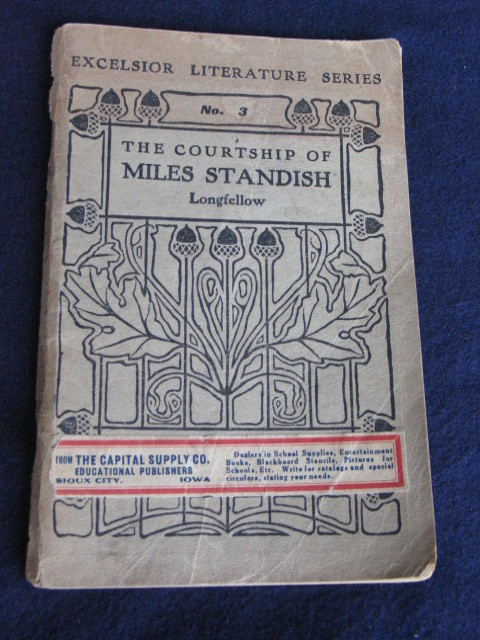 EXCELSIOR LITERATURE SERIES
No. 3
THE COURTSHIP OF
MILES STANDISH
Longfellow
FROM THE CAPITAL SUPPLY CO.
EDUCATIONAL PUBLISHERS
SIOUX CITY, IOWA
Dealers in School Supplies, Entertainment
Books, Blackboard Stencils, Pictures for
Schools, Etc. Write for catalogs and special
circulars, stating your needs.